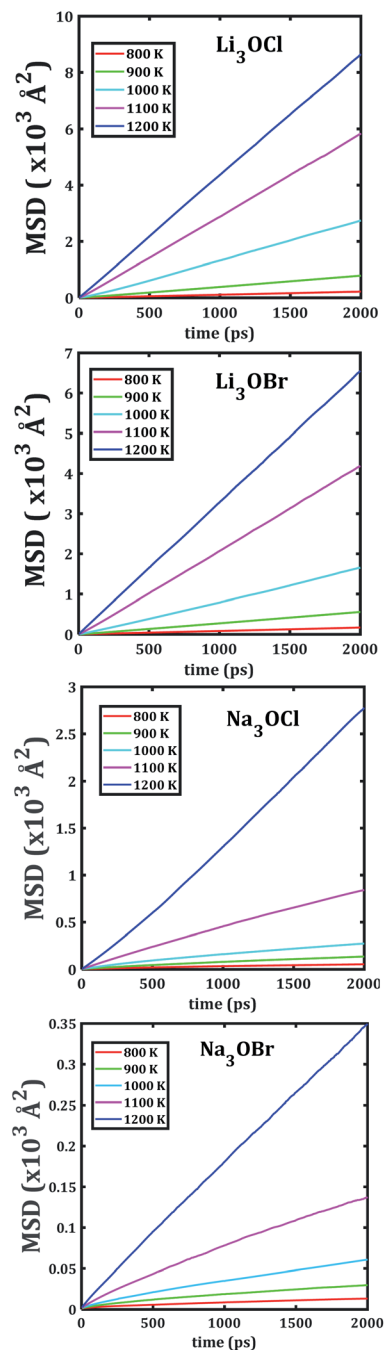 Li₃OCl
800 K
900 K
1000 K
1100 K
1200 K
MSD ( x10³ Å²)
10
8
6
4
2
0
0 500 1000 1500 2000
time (ps)
Li₃OBr
800 K
900 K
1000 K
1100 K
1200 K
MSD ( x10³ Å²)
7
6
5
4
3
2
1
0
0 500 1000 1500 2000
time (ps)
Na₃OCl
800 K
900 K
1000 K
1100 K
1200 K
MSD (x10³ Å²)
3
2.5
2
1.5
1
0.5
0
0 500 1000 1500 2000
time (ps)
Na₃OBr
800 K
900 K
1000 K
1100 K
1200 K
MSD (x10³ Å²)
0.35
0.3
0.25
0.2
0.15
0.1
0.05
0
0 500 1000 1500 2000
time (ps)